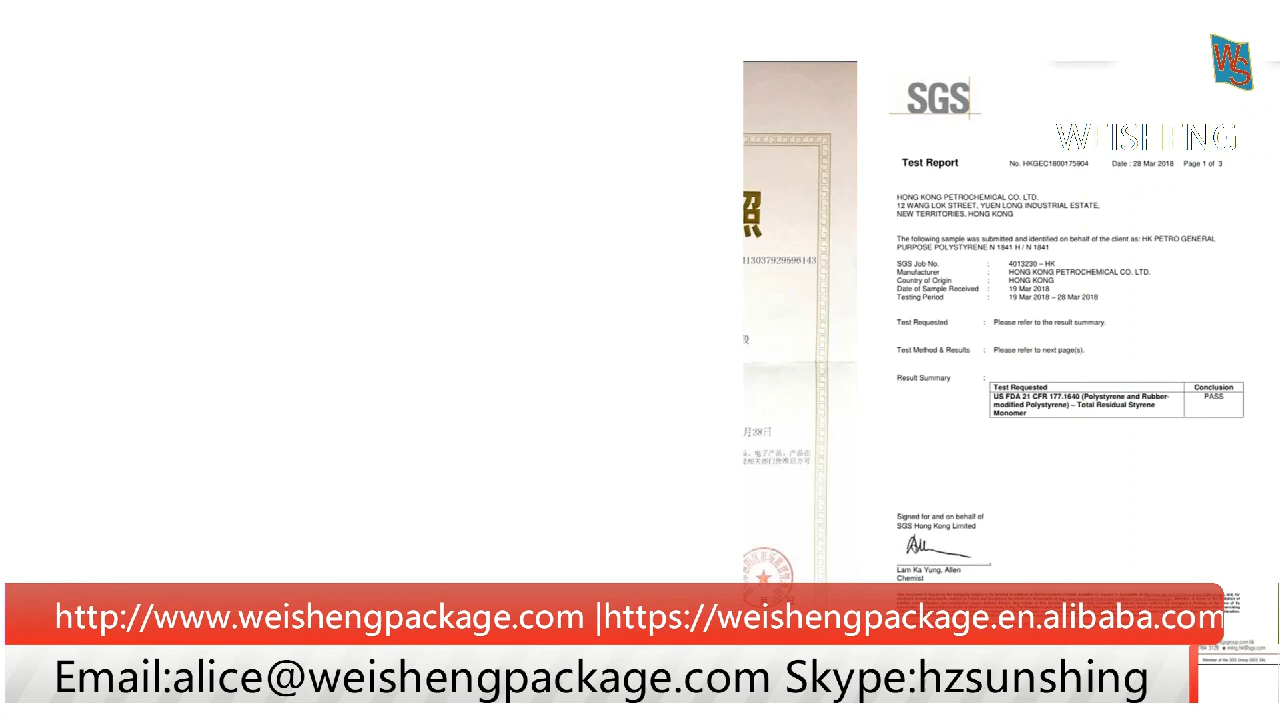 WS
WEISHENG
照
113037929598143
月28日
SGS
Test Report No. HKGEC1800175904 Date : 28 Mar 2018 Page 1 of 3
HONG KONG PETROCHEMICAL CO. LTD.
12 WANG LOK STREET, YUEN LONG INDUSTRIAL ESTATE,
NEW TERRITORIES, HONG KONG
The following sample was submitted and identified on behalf of the client as: HK PETRO GENERAL
PURPOSE POLYSTYRENE N 1841 H / N 1841
SGS Job No. : 4013230 – HK
Manufacturer : HONG KONG PETROCHEMICAL CO. LTD.
Country of Origin : HONG KONG
Date of Sample Received : 19 Mar 2018
Testing Period : 19 Mar 2018 – 28 Mar 2018
Test Requested : Please refer to the result summary.
Test Method & Results : Please refer to next page(s).
Result Summary :
Test Requested Conclusion
US FDA 21 CFR 177.1640 (Polystyrene and Rubber- PASS
modified Polystyrene) – Total Residual Styrene
Monomer
Signed for and on behalf of
SGS Hong Kong Limited
Lam Ka Yung, Allen
Chemist
http://www.weishengpackage.com |https://weishengpackage.en.alibaba.com
Email:alice@weishengpackage.com Skype:hzsunshing
Member of the SGS Group